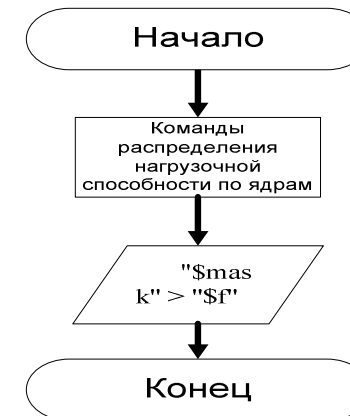 Начало
Команды
распределения
нагрузочной
способности по ядрам
"$mas
k" > "$f"
Конец